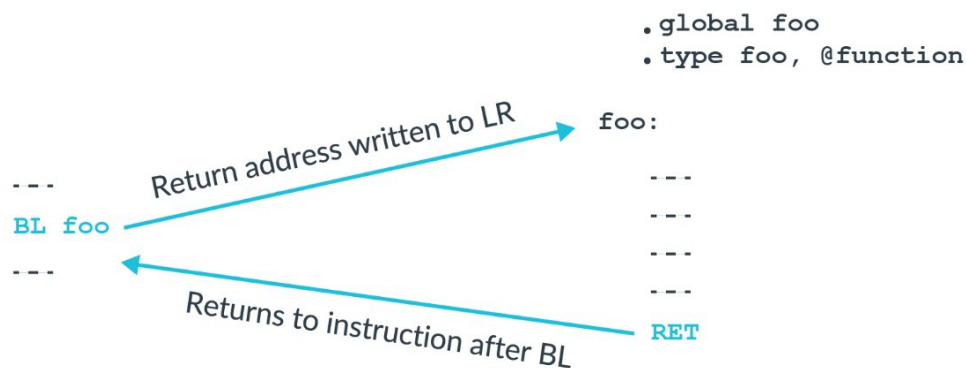 .global foo
.type foo, @function
Return address written to LR
foo:
---
BL foo
---
---
---
---
---
Returns to instruction after BL
RET